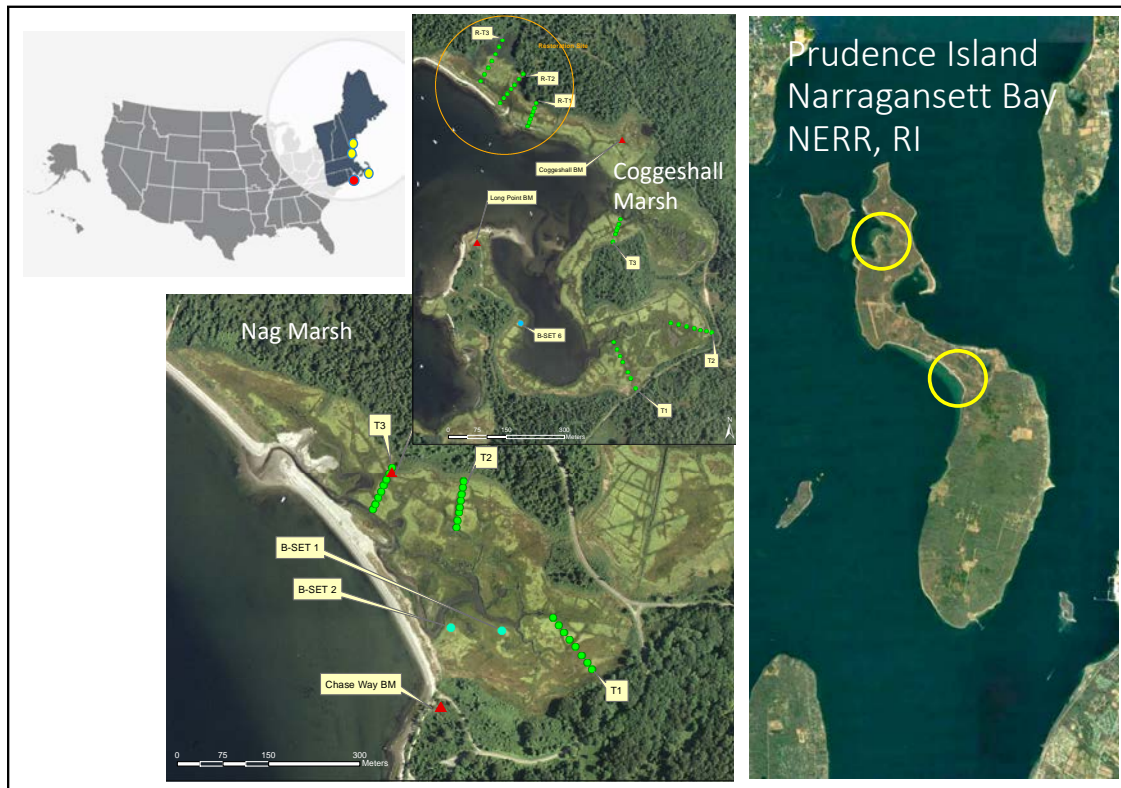 Prudence Island
Narragansett Bay
NERR, RI
R-T3
Restoration Site
R-T2
R-T1
Coggeshall BM
Coggeshall
Marsh
Long Point BM
T3
B-SET 6
T2
T1
N
0 75 150 300
Meters
Nag Marsh
T3
T2
B-SET 1
B-SET 2
Chase Way BM
T1
0 75 150 300
Meters